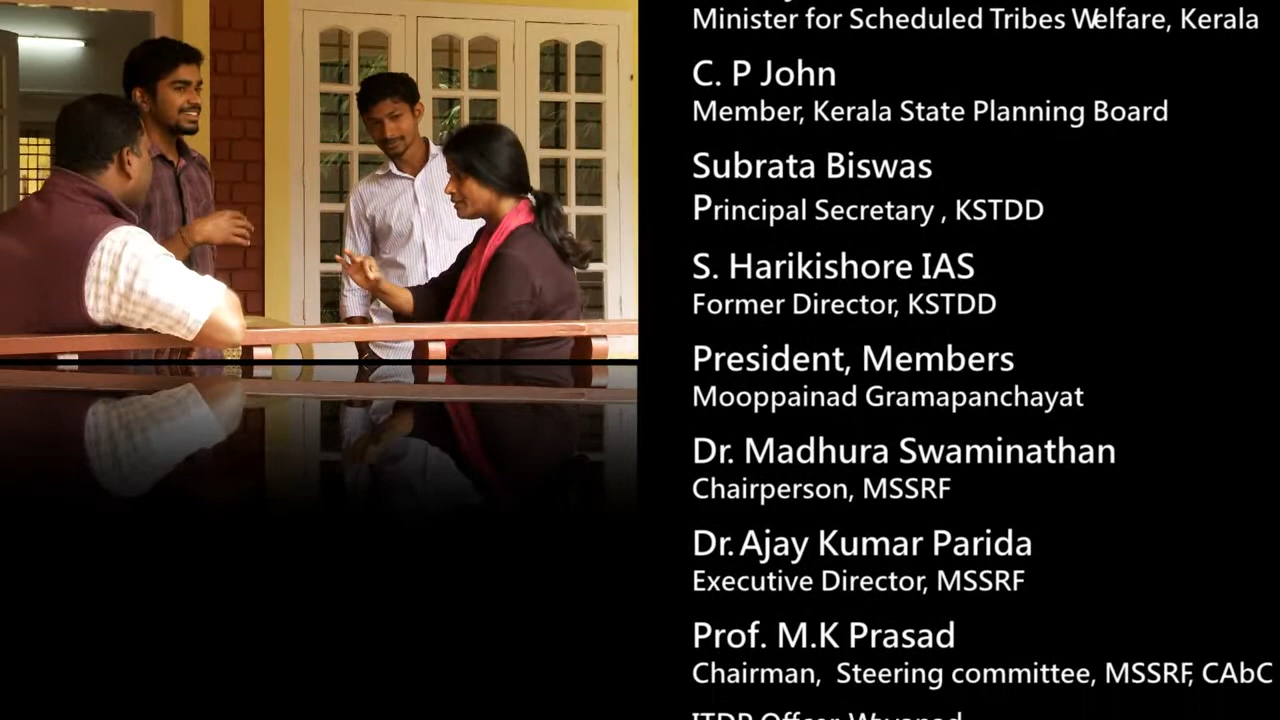 Minister for Scheduled Tribes Welfare, Kerala
C. P John
Member, Kerala State Planning Board
Subrata Biswas
Principal Secretary , KSTDD
S. Harikishore IAS
Former Director, KSTDD
President, Members
Mooppainad Gramapanchayat
Dr. Madhura Swaminathan
Chairperson, MSSRF
Dr. Ajay Kumar Parida
Executive Director, MSSRF
Prof. M.K Prasad
Chairman, Steering committee, MSSRF, CAbC